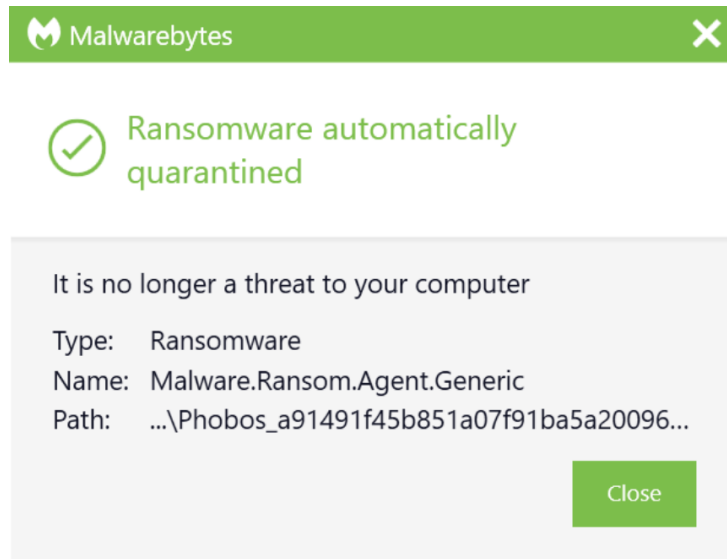 Malwarebytes
Ransomware automatically
quarantined
It is no longer a threat to your computer
Type: Ransomware
Name: Malware.Ransom.Agent.Generic
Path: ...\Phobos_a91491f45b851a07f91ba5a20096...
Close